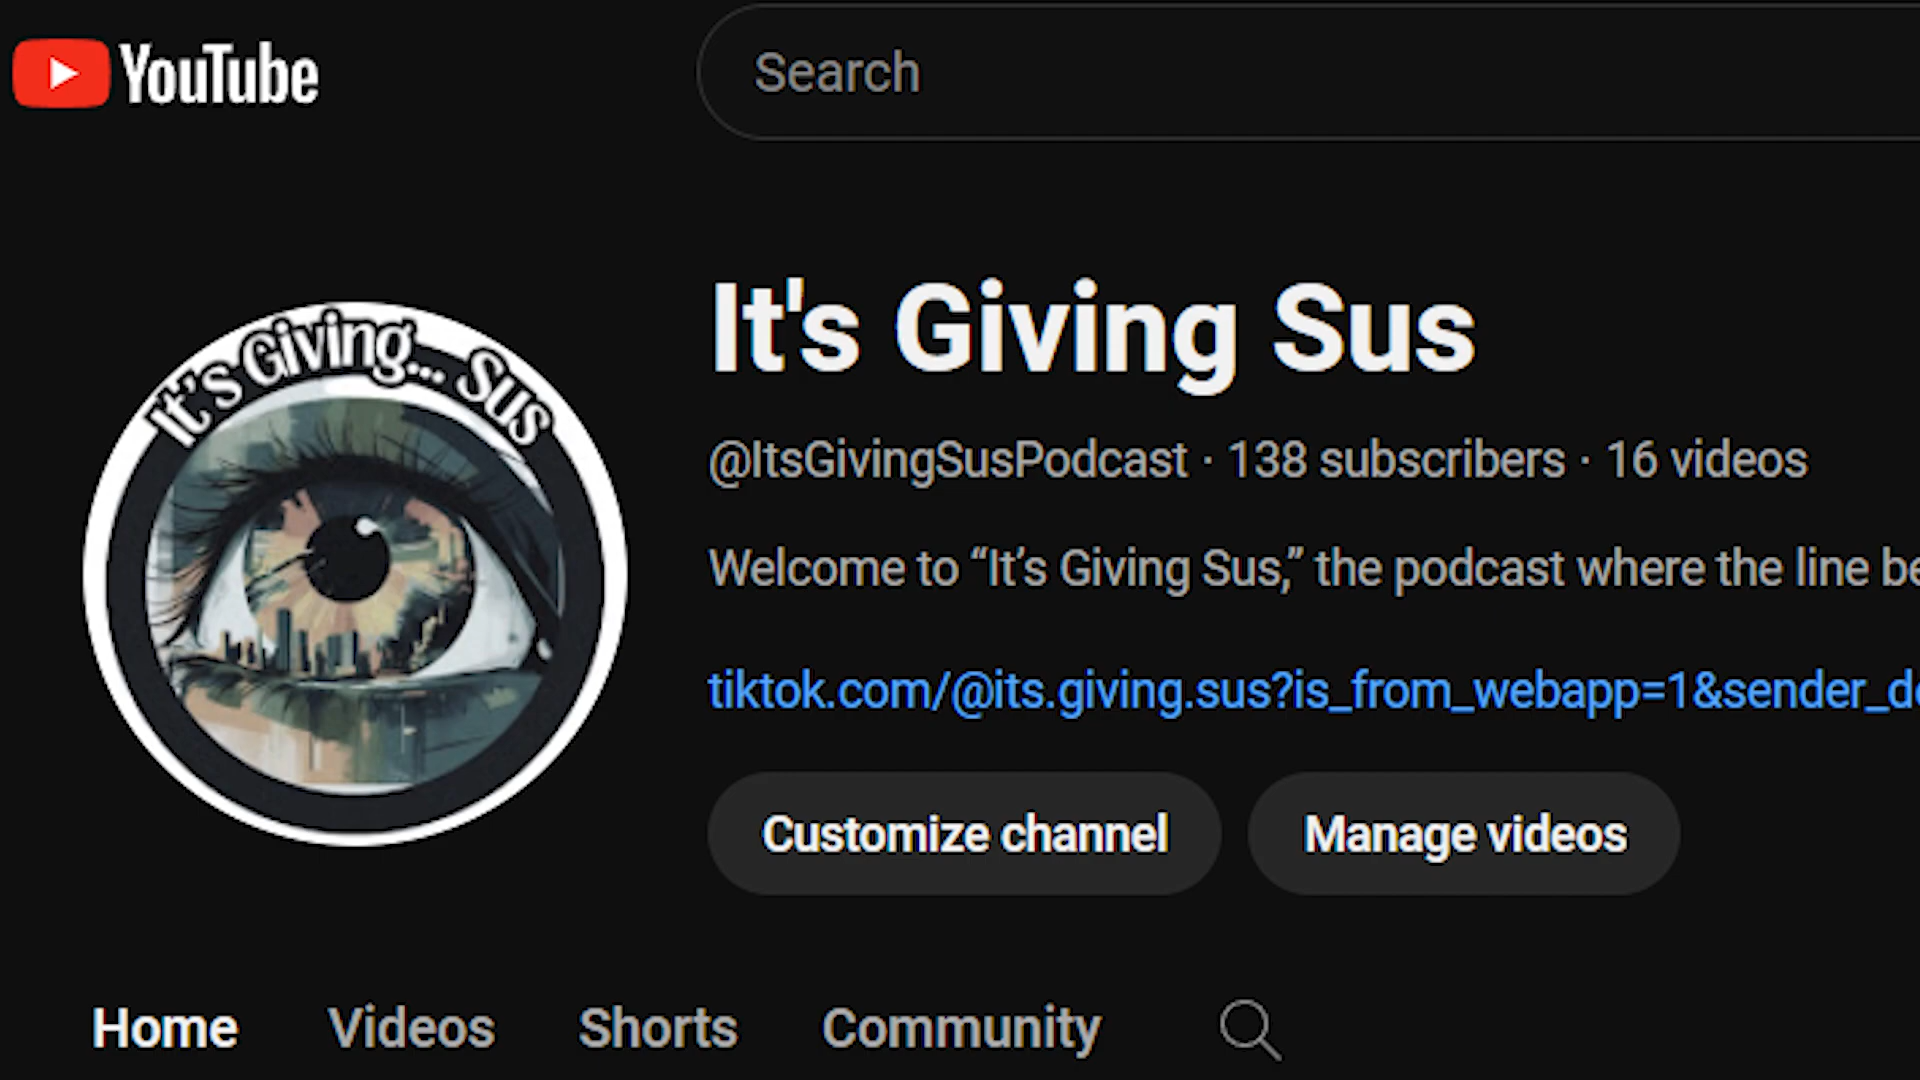 YouTube
Search
It's Giving... Sus
It's Giving Sus
@ItsGivingSusPodcast · 138 subscribers · 16 videos
Welcome to “It’s Giving Sus,” the podcast where the line be
tiktok.com/@its.giving.sus?is_from_webapp=1&sender_de
Customize channel
Manage videos
Home Videos Shorts Community